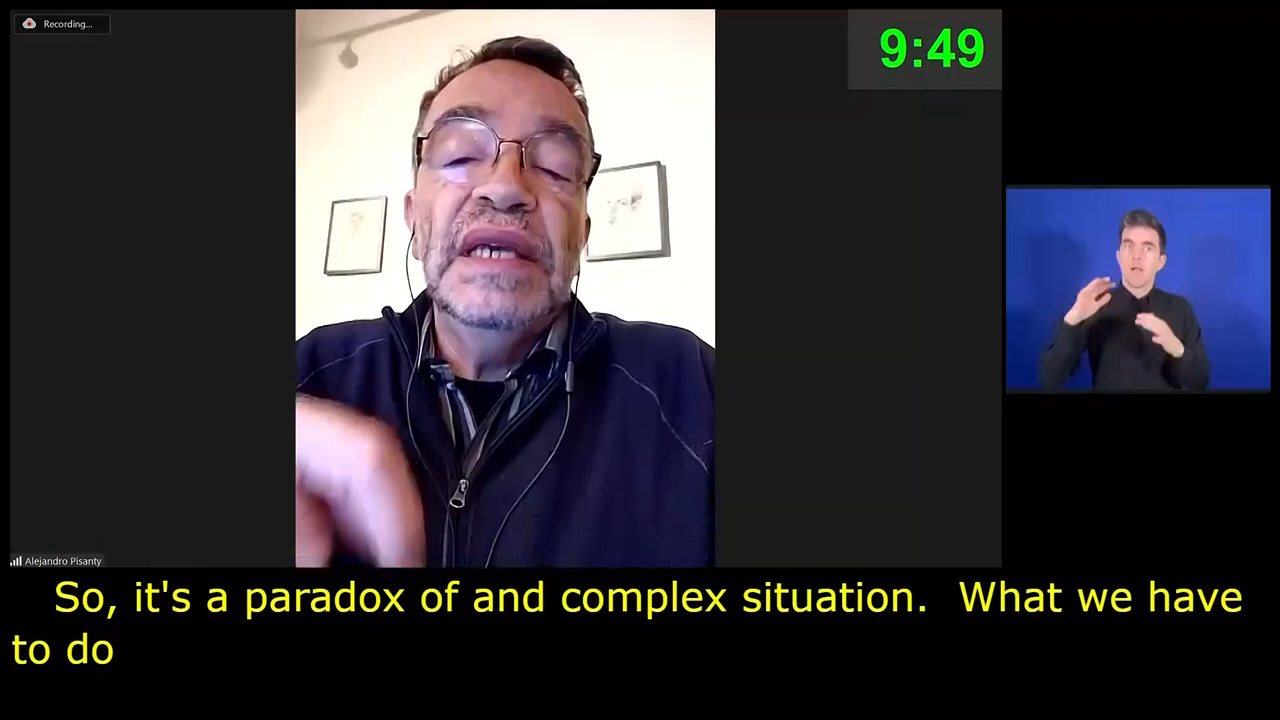 Recording...
9:49
Alejandro Pisanty
So, it's a paradox of and complex situation.  What we have
to do